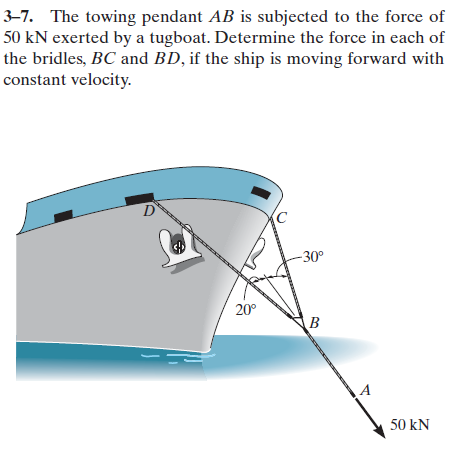 3–7. The towing pendant AB is subjected to the force of
50 kN exerted by a tugboat. Determine the force in each of
the bridles, BC and BD, if the ship is moving forward with
constant velocity.
D
C
30°
20°
B
A
50 kN